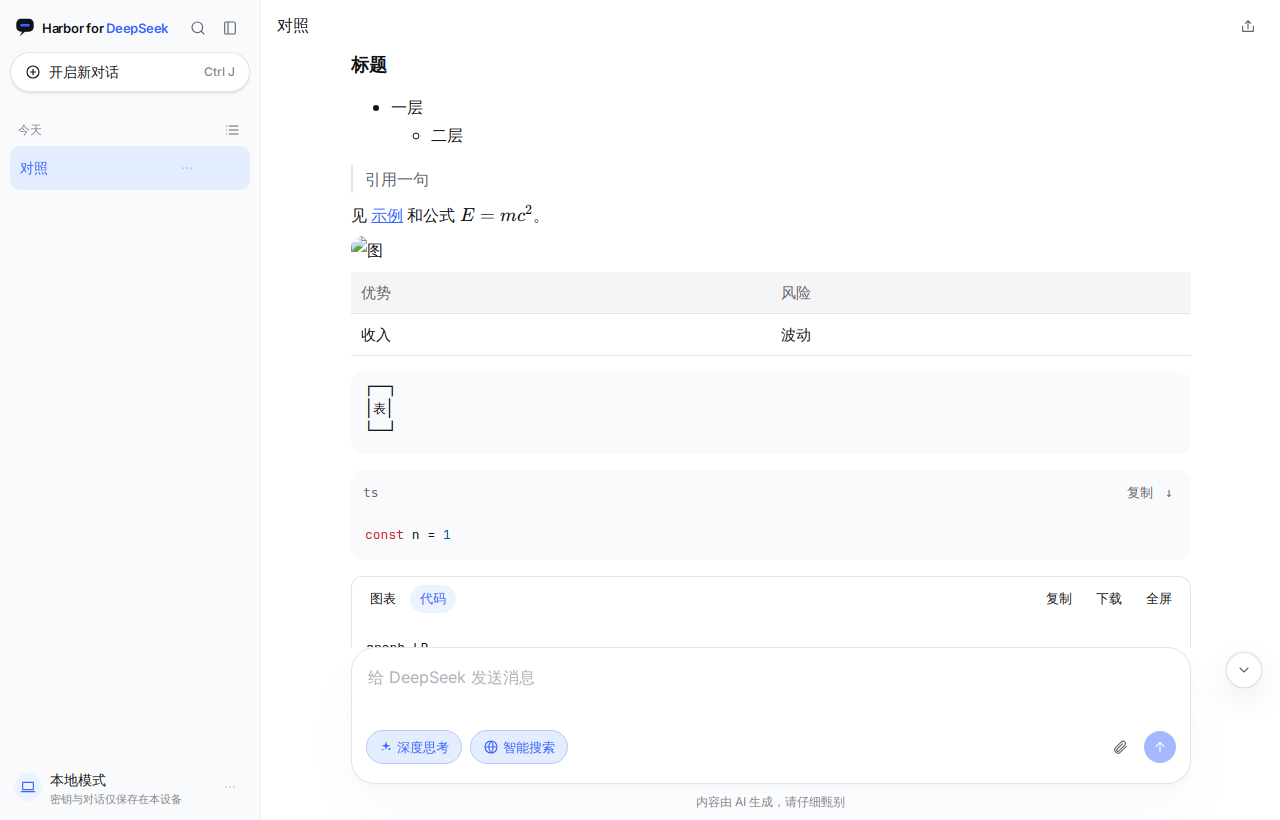 Harbor for DeepSeek
开启新对话 Ctrl J
今天
对照
本地模式
密钥与对话仅保存在本设备
对照
标题
一层
二层
引用一句
见 示例 和公式 E = mc²。
图
优势 风险
收入 波动
┌──┐
│表│
└──┘
ts 复制 ↓
const n = 1
图表 代码 复制 下载 全屏
graph LR
给 DeepSeek 发送消息
深度思考 智能搜索
内容由 AI 生成，请仔细甄别